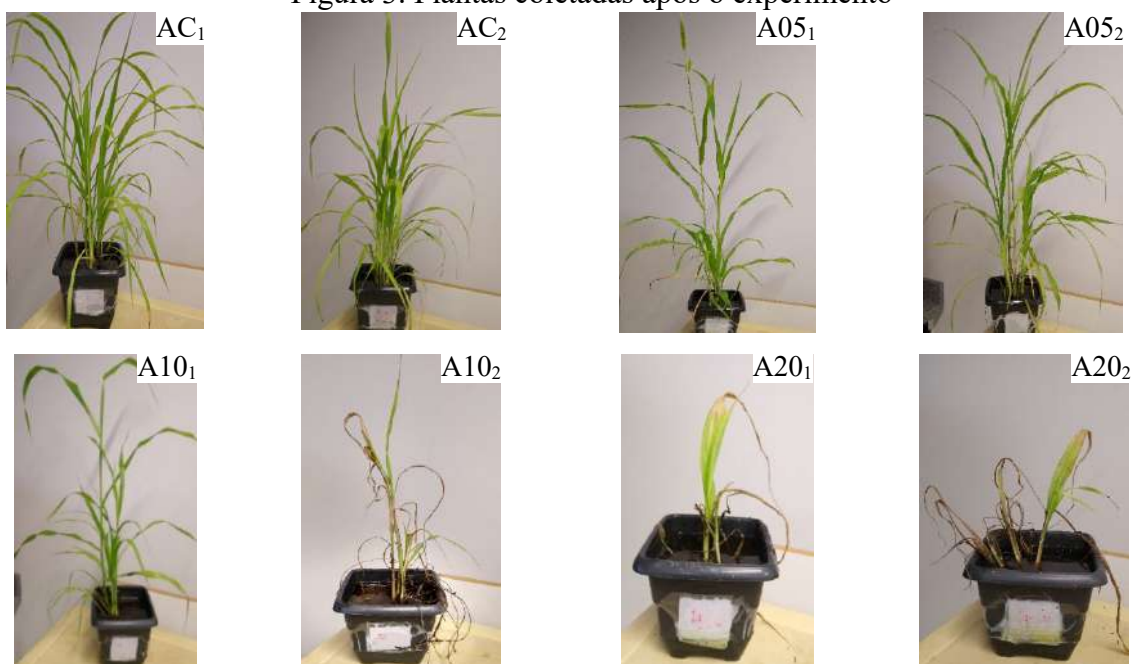 Figura 3: Plantas coletadas após o experimento
AC₁ AC₂ A05₁ A05₂
A10₁ A10₂ A20₁ A20₂